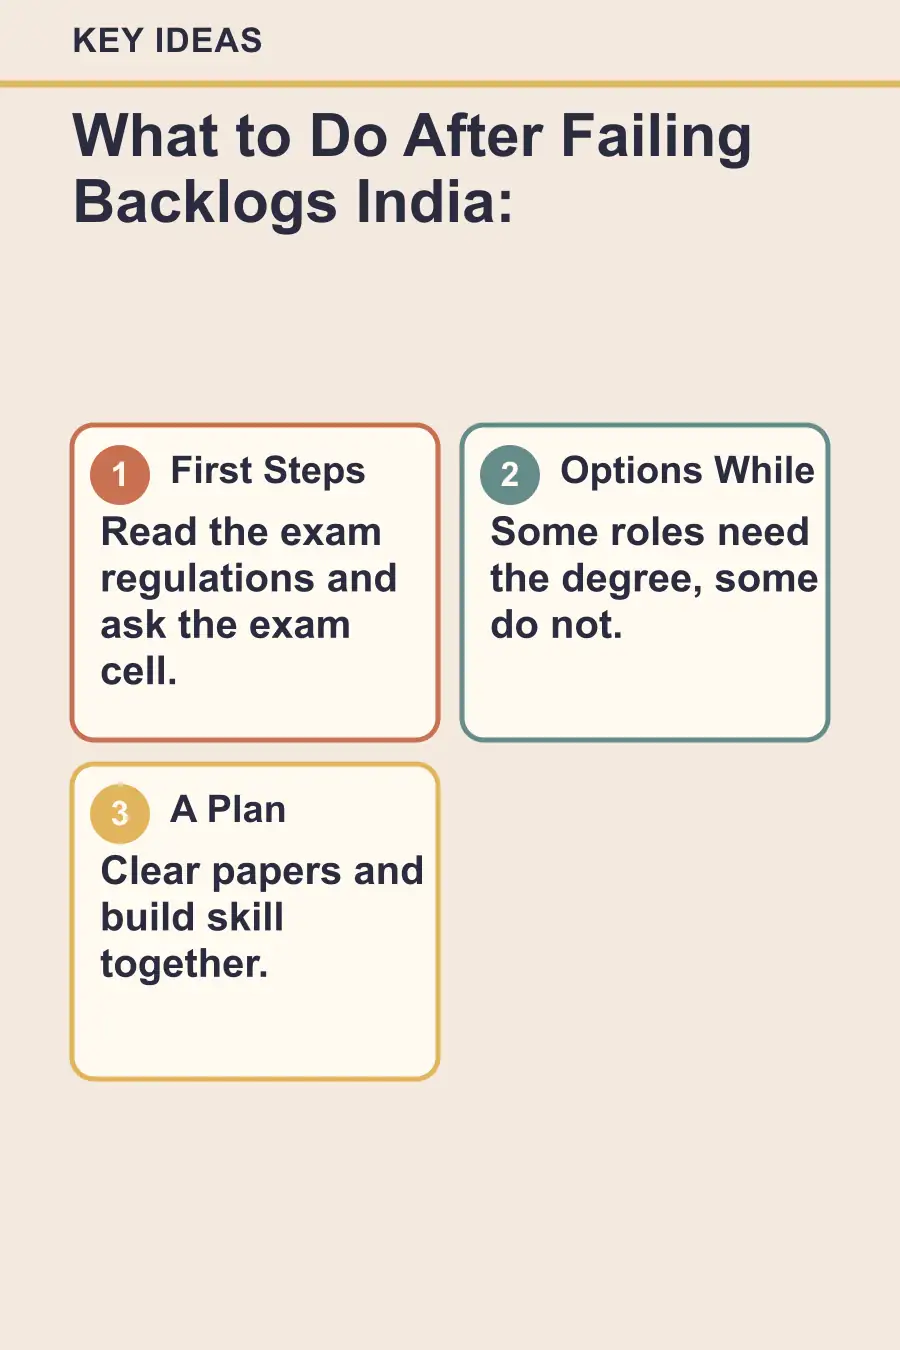 KEY IDEAS
What to Do After Failing
Backlogs India:
1 First Steps
Read the exam
regulations and
ask the exam
cell.
2 Options While
Some roles need
the degree, some
do not.
3 A Plan
Clear papers and
build skill
together.